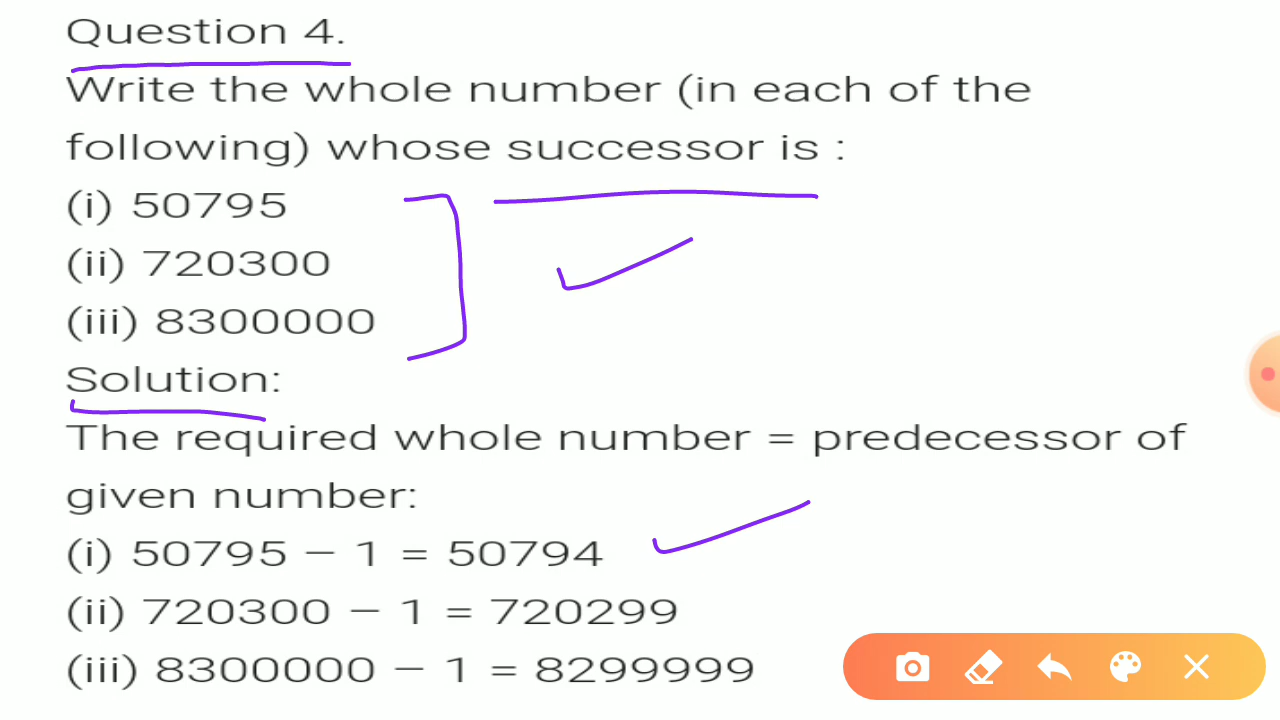 Question 4.
Write the whole number (in each of the
following) whose successor is :
(i) 50795
(ii) 720300
(iii) 8300000
Solution:
The required whole number = predecessor of
given number:
(i) 50795 – 1 = 50794
(ii) 720300 – 1 = 720299
(iii) 8300000 – 1 = 8299999